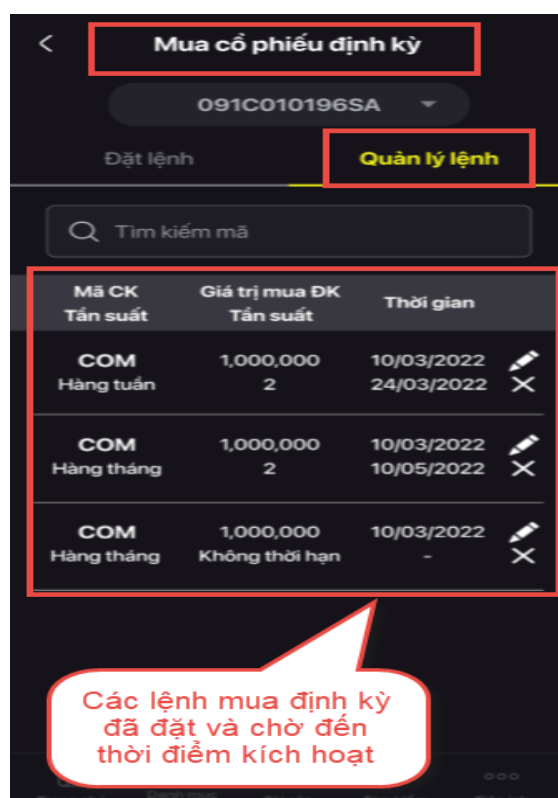 Mua cổ phiếu định kỳ
091C010196SA
Đặt lệnh Quản lý lệnh
Tìm kiếm mã
Mã CK Giá trị mua ĐK Thời gian
Tần suất Tần suất
COM 1,000,000 10/03/2022
Hàng tuần 2 24/03/2022
COM 1,000,000 10/03/2022
Hàng tháng 2 10/05/2022
COM 1,000,000 10/03/2022
Hàng tháng Không thời hạn -
Các lệnh mua định kỳ
đã đặt và chờ đến
thời điểm kích hoạt
Danh mục